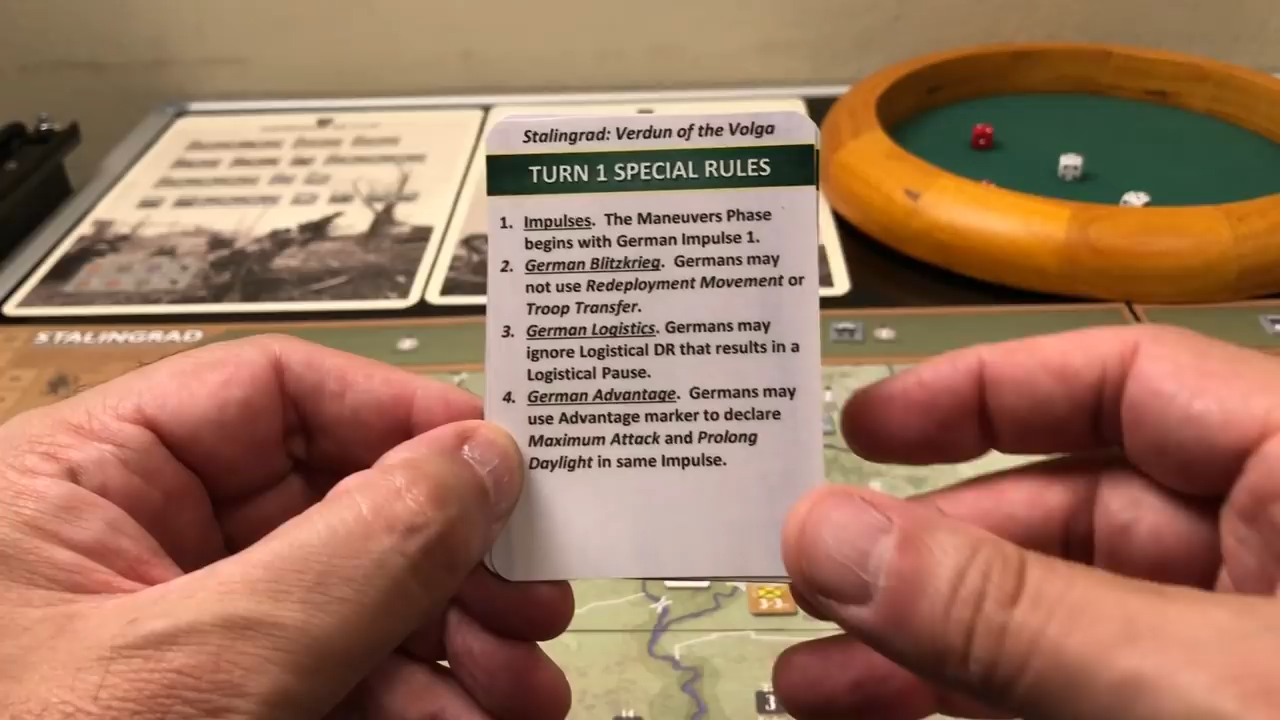 Stalingrad: Verdun of the Volga
TURN 1 SPECIAL RULES
1. Impulses. The Maneuvers Phase
begins with German Impulse 1.
2. German Blitzkrieg. Germans may
not use Redeployment Movement or
Troop Transfer.
3. German Logistics. Germans may
ignore Logistical DR that results in a
Logistical Pause.
4. German Advantage. Germans may
use Advantage marker to declare
Maximum Attack and Prolong
Daylight in same Impulse.
STALINGRAD